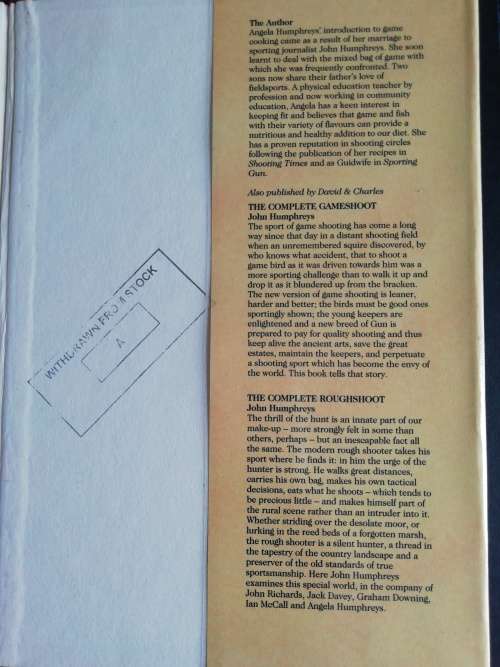 The Author
Angela Humphreys' introduction to game
cooking came as a result of her marriage to
sporting journalist John Humphreys. She soon
learnt to deal with the mixed bag of game with
which she was frequently confronted. Two
sons now share their father's love of
fieldsports. A physical education teacher by
profession and now working in community
education, Angela has a keen interest in
keeping fit and believes that game and fish
with their variety of flavours can provide a
nutritious and healthy addition to our diet. She
has a proven reputation in shooting circles
following the publication of her recipes in
Shooting Times and as Guidwife in Sporting
Gun.
Also published by David & Charles
THE COMPLETE GAMESHOOT
John Humphreys
The sport of game shooting has come a long
way since that day in a distant shooting field
when an unremembered squire discovered, by
who knows what accident, that to shoot a
game bird as it was driven towards him was a
more sporting challenge than to walk it up and
drop it as it blundered up from the bracken.
The new version of game shooting is leaner,
harder and better; the birds must be good ones
sportingly shown; the young keepers are
enlightened and a new breed of Gun is
prepared to pay for quality shooting and thus
keep alive the ancient arts, save the great
estates, maintain the keepers, and perpetuate
a shooting sport which has become the envy of
the world. This book tells that story.
THE COMPLETE ROUGHSHOOT
John Humphreys
The thrill of the hunt is an innate part of our
make-up – more strongly felt in some than
others, perhaps – but an inescapable fact all
the same. The modern rough shooter takes his
sport where he finds it: in him the urge of the
hunter is strong. He walks great distances,
carries his own bag, makes his own tactical
decisions, eats what he shoots – which tends to
be precious little – and makes himself part of
the rural scene rather than an intruder into it.
Whether striding over the desolate moor, or
lurking in the reed beds of a forgotten marsh,
the rough shooter is a silent hunter, a thread in
the tapestry of the country landscape and a
preserver of the old standards of true
sportsmanship. Here John Humphreys
examines this special world, in the company of
John Richards, Jack Davey, Graham Downing,
Ian McCall and Angela Humphreys.
WITHDRAWN FROM STOCK
A